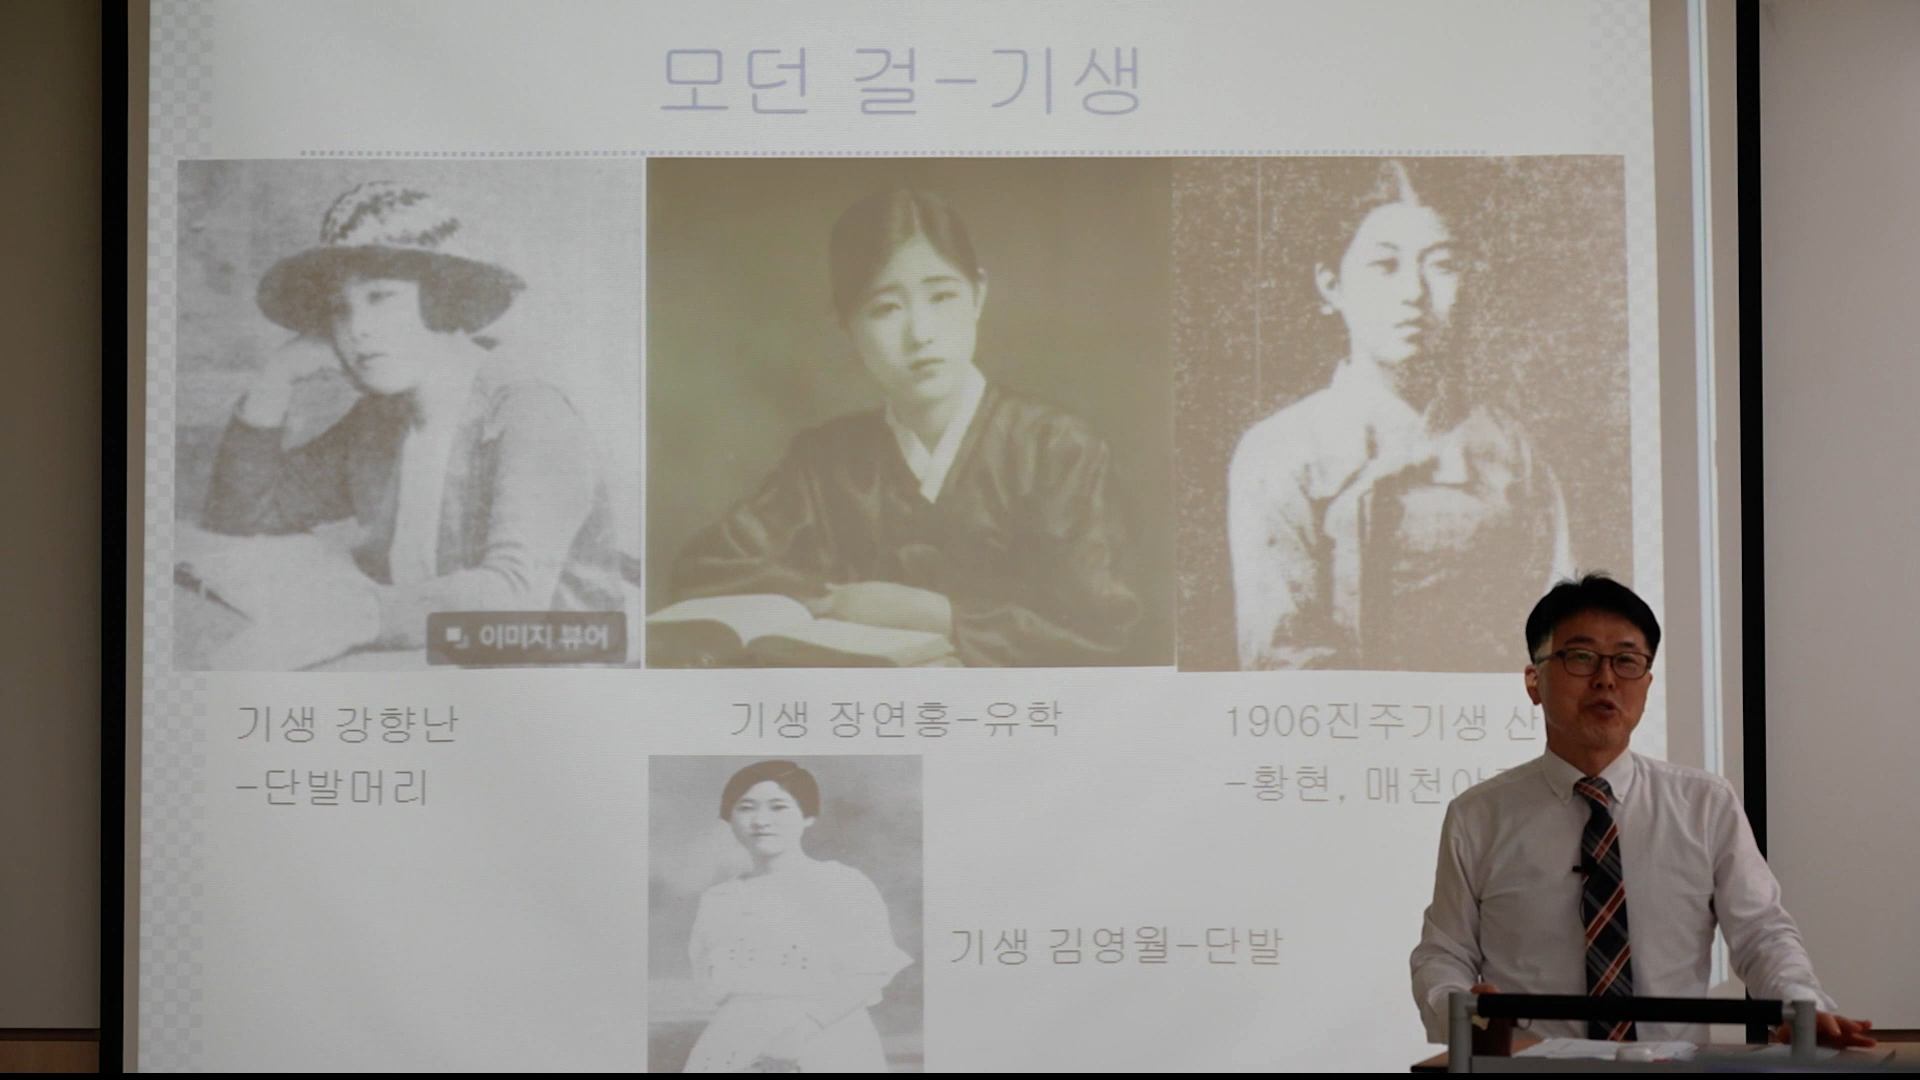 모던 걸-기생
이미지 뷰어
기생 강향난
-단발머리
기생 장연홍-유학
1906진주기생 산
-황현, 매천
기생 김영월-단발